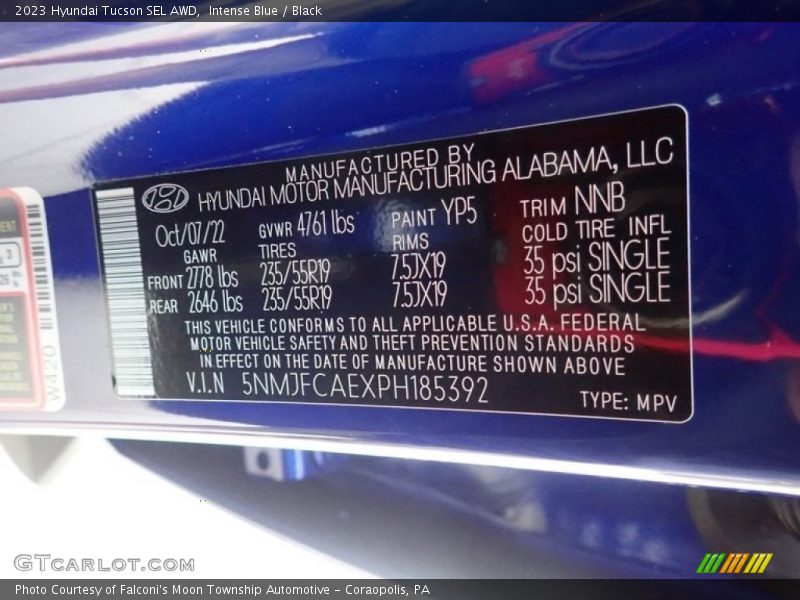 2023 Hyundai Tucson SEL AWD,  Intense Blue / Black
MANUFACTURED BY
HYUNDAI MOTOR MANUFACTURING ALABAMA, LLC
Oct/07/22 GVWR 4761 lbs PAINT YP5 TRIM NNB
GAWR TIRES RIMS COLD TIRE INFL
FRONT 2778 lbs 235/55R19 7.5JX19 35 psi SINGLE
REAR 2646 lbs 235/55R19 7.5JX19 35 psi SINGLE
THIS VEHICLE CONFORMS TO ALL APPLICABLE U.S.A. FEDERAL
MOTOR VEHICLE SAFETY AND THEFT PREVENTION STANDARDS
IN EFFECT ON THE DATE OF MANUFACTURE SHOWN ABOVE
V.I.N 5NMJFCAEXPH185392
TYPE: MPV
W420
GTcarlot.com
Photo Courtesy of Falconi's Moon Township Automotive - Coraopolis, PA